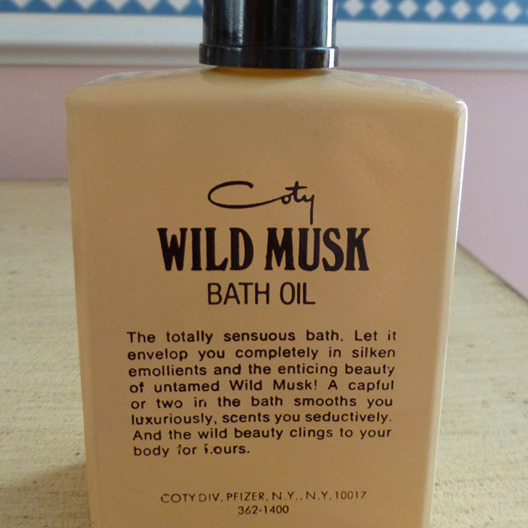 Coty
WILD MUSK
BATH OIL
The totally sensuous bath. Let it
envelop you completely in silken
emollients and the enticing beauty
of untamed Wild Musk! A capful
or two in the bath smooths you
luxuriously, scents you seductively.
And the wild beauty clings to your
body for hours.
COTY DIV. PFIZER, N.Y., N.Y. 10017
362-1400